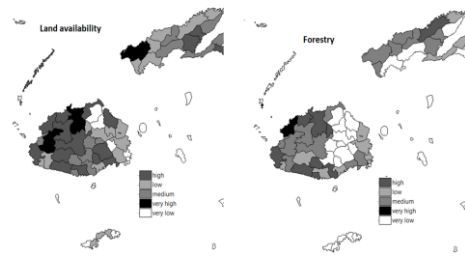 Land availability
high
low
medium
very high
very low
Forestry
high
low
medium
very high
very low